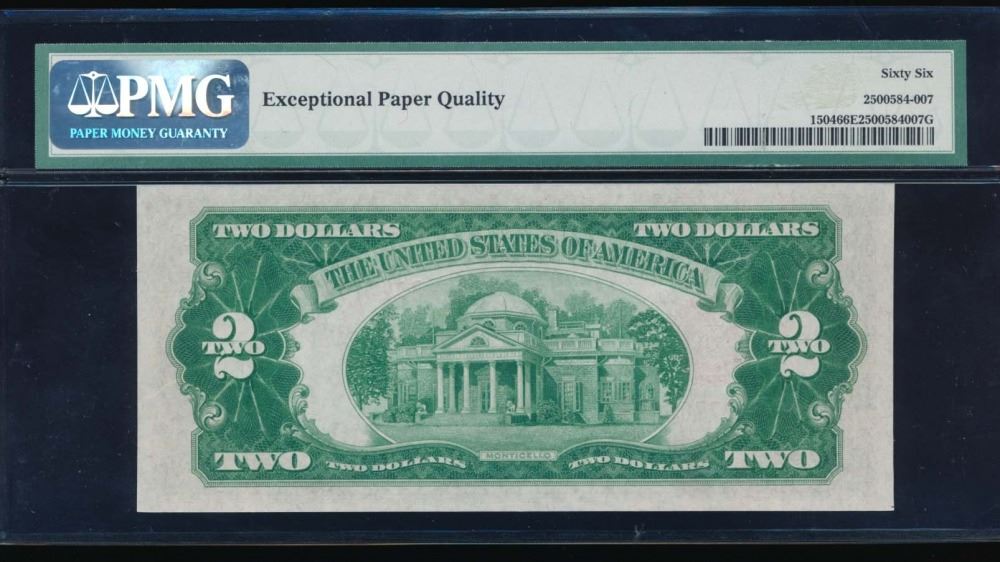 PMG
PAPER MONEY GUARANTY
Exceptional Paper Quality
Sixty Six
2500584-007
150466E2500584007G
TWO DOLLARS
TWO DOLLARS
THE UNITED STATES OF AMERICA
2
TWO
2
TWO
TWO
TWO DOLLARS
MONTICELLO
TWO DOLLARS
TWO